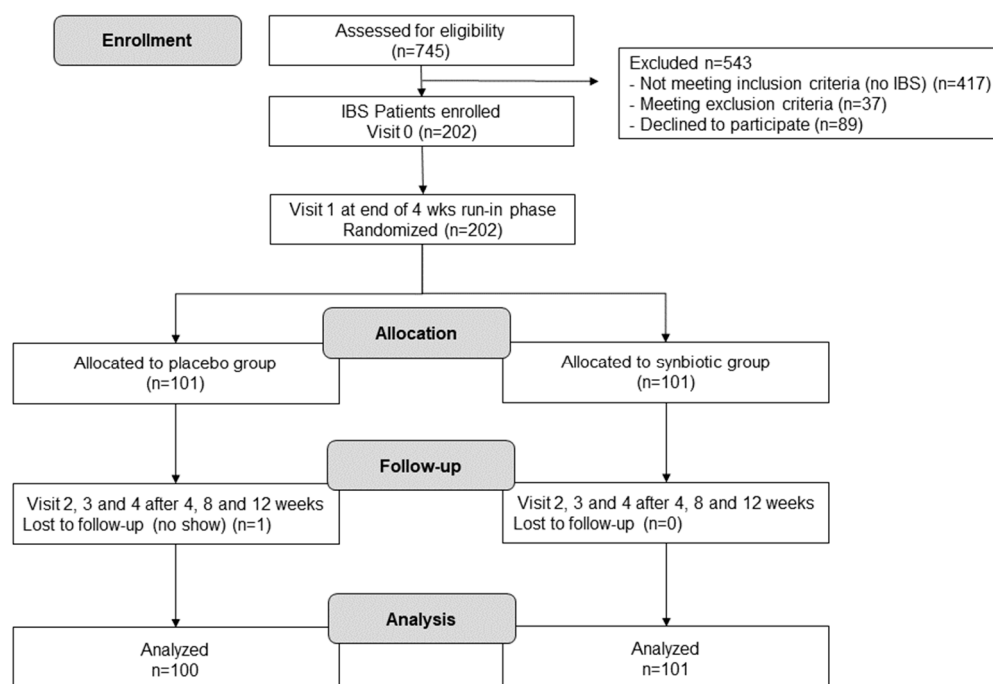 Enrollment
Assessed for eligibility
(n=745)
Excluded n=543
- Not meeting inclusion criteria (no IBS) (n=417)
- Meeting exclusion criteria (n=37)
- Declined to participate (n=89)
IBS Patients enrolled
Visit 0 (n=202)
Visit 1 at end of 4 wks run-in phase
Randomized (n=202)
Allocation
Allocated to placebo group
(n=101)
Allocated to synbiotic group
(n=101)
Follow-up
Visit 2, 3 and 4 after 4, 8 and 12 weeks
Lost to follow-up (no show) (n=1)
Visit 2, 3 and 4 after 4, 8 and 12 weeks
Lost to follow-up (n=0)
Analysis
Analyzed
n=100
Analyzed
n=101